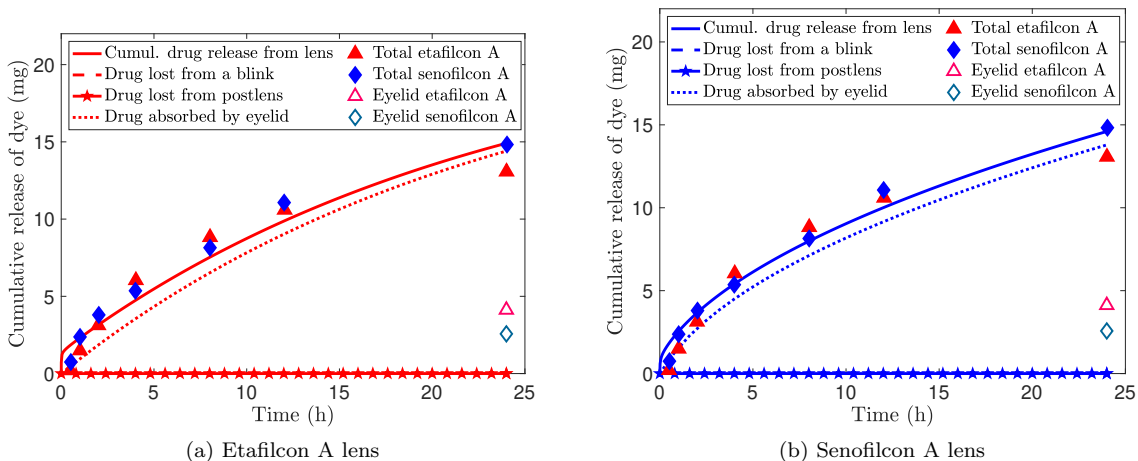 Cumulative release of dye (mg)
20
15
10
5
0
Cumul. drug release from lens
Drug lost from a blink
Drug lost from postlens
Drug absorbed by eyelid
Total etafilcon A
Total senofilcon A
Eyelid etafilcon A
Eyelid senofilcon A
0 5 10 15 20 25
Time (h)
(a) Etafilcon A lens
Cumulative release of dye (mg)
20
15
10
5
0
Cumul. drug release from lens
Drug lost from a blink
Drug lost from postlens
Drug absorbed by eyelid
Total etafilcon A
Total senofilcon A
Eyelid etafilcon A
Eyelid senofilcon A
0 5 10 15 20 25
Time (h)
(b) Senofilcon A lens